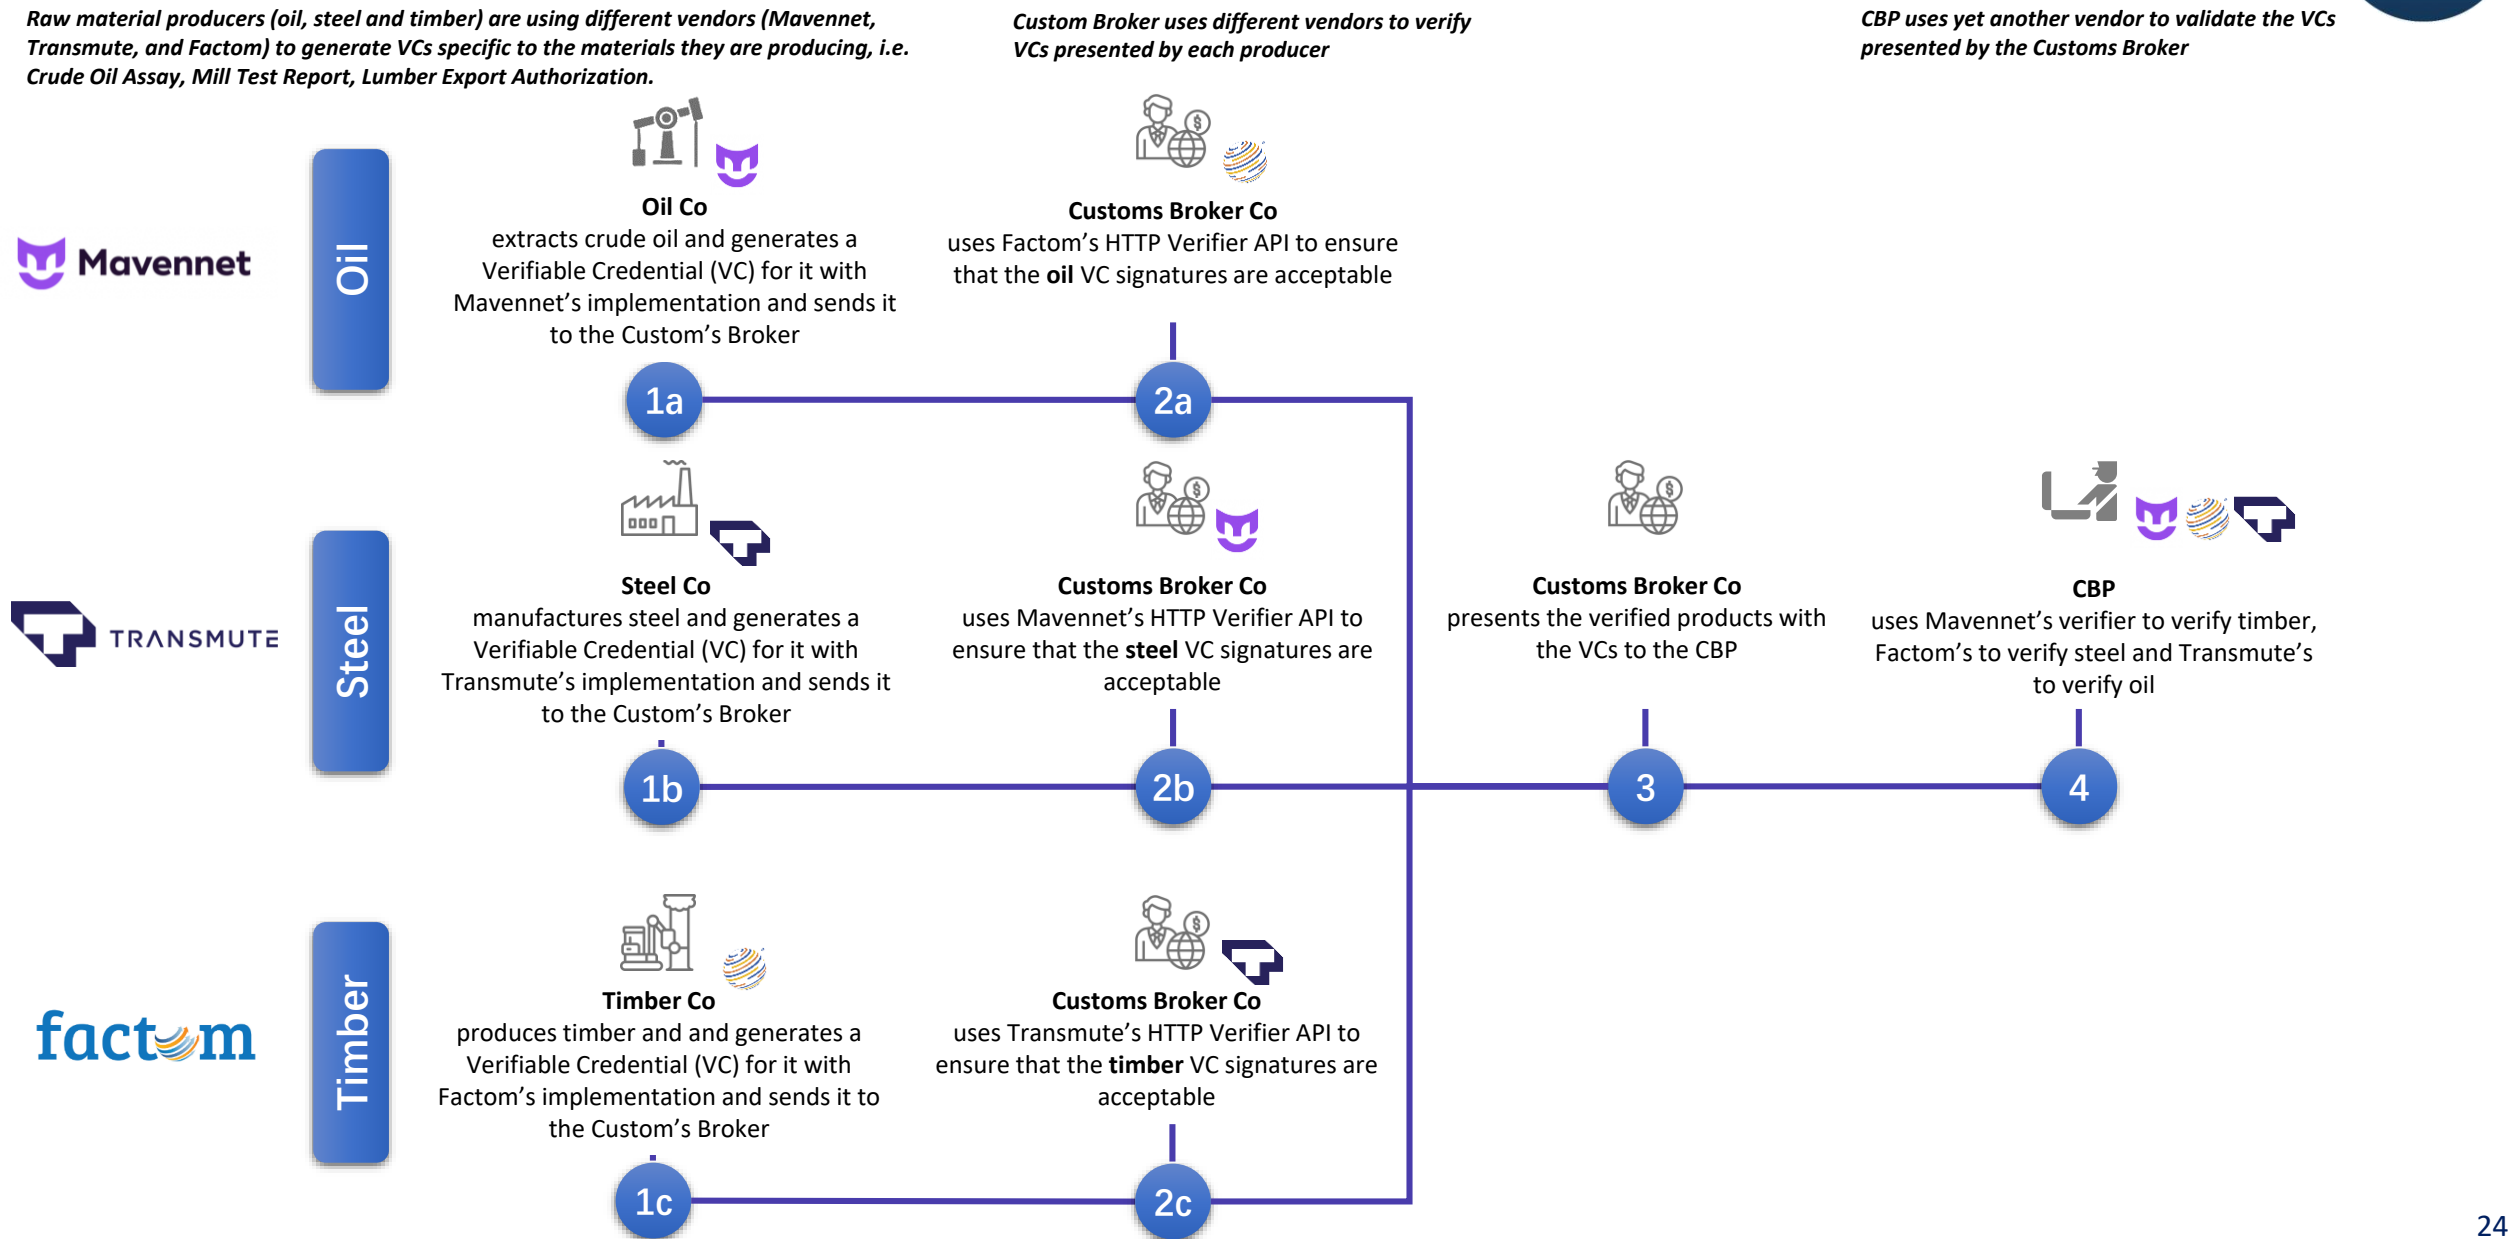 Raw material producers (oil, steel and timber) are using different vendors (Mavennet,
Transmute, and Factom) to generate VCs specific to the materials they are producing, i.e.
Crude Oil Assay, Mill Test Report, Lumber Export Authorization.
Custom Broker uses different vendors to verify
VCs presented by each producer
CBP uses yet another vendor to validate the VCs
presented by the Customs Broker
Mavennet
Oil
Oil Co
extracts crude oil and generates a
Verifiable Credential (VC) for it with
Mavennet’s implementation and sends it
to the Custom’s Broker
1a
Customs Broker Co
uses Factom’s HTTP Verifier API to ensure
that the oil VC signatures are acceptable
2a
TRANSMUTE
Steel
Steel Co
manufactures steel and generates a
Verifiable Credential (VC) for it with
Transmute’s implementation and sends it
to the Custom’s Broker
1b
Customs Broker Co
uses Mavennet’s HTTP Verifier API to
ensure that the steel VC signatures are
acceptable
2b
Customs Broker Co
presents the verified products with
the VCs to the CBP
3
CBP
uses Mavennet’s verifier to verify timber,
Factom’s to verify steel and Transmute’s
to verify oil
4
factom
Timber
Timber Co
produces timber and and generates a
Verifiable Credential (VC) for it with
Factom’s implementation and sends it to
the Custom’s Broker
1c
Customs Broker Co
uses Transmute’s HTTP Verifier API to
ensure that the timber VC signatures are
acceptable
2c
24